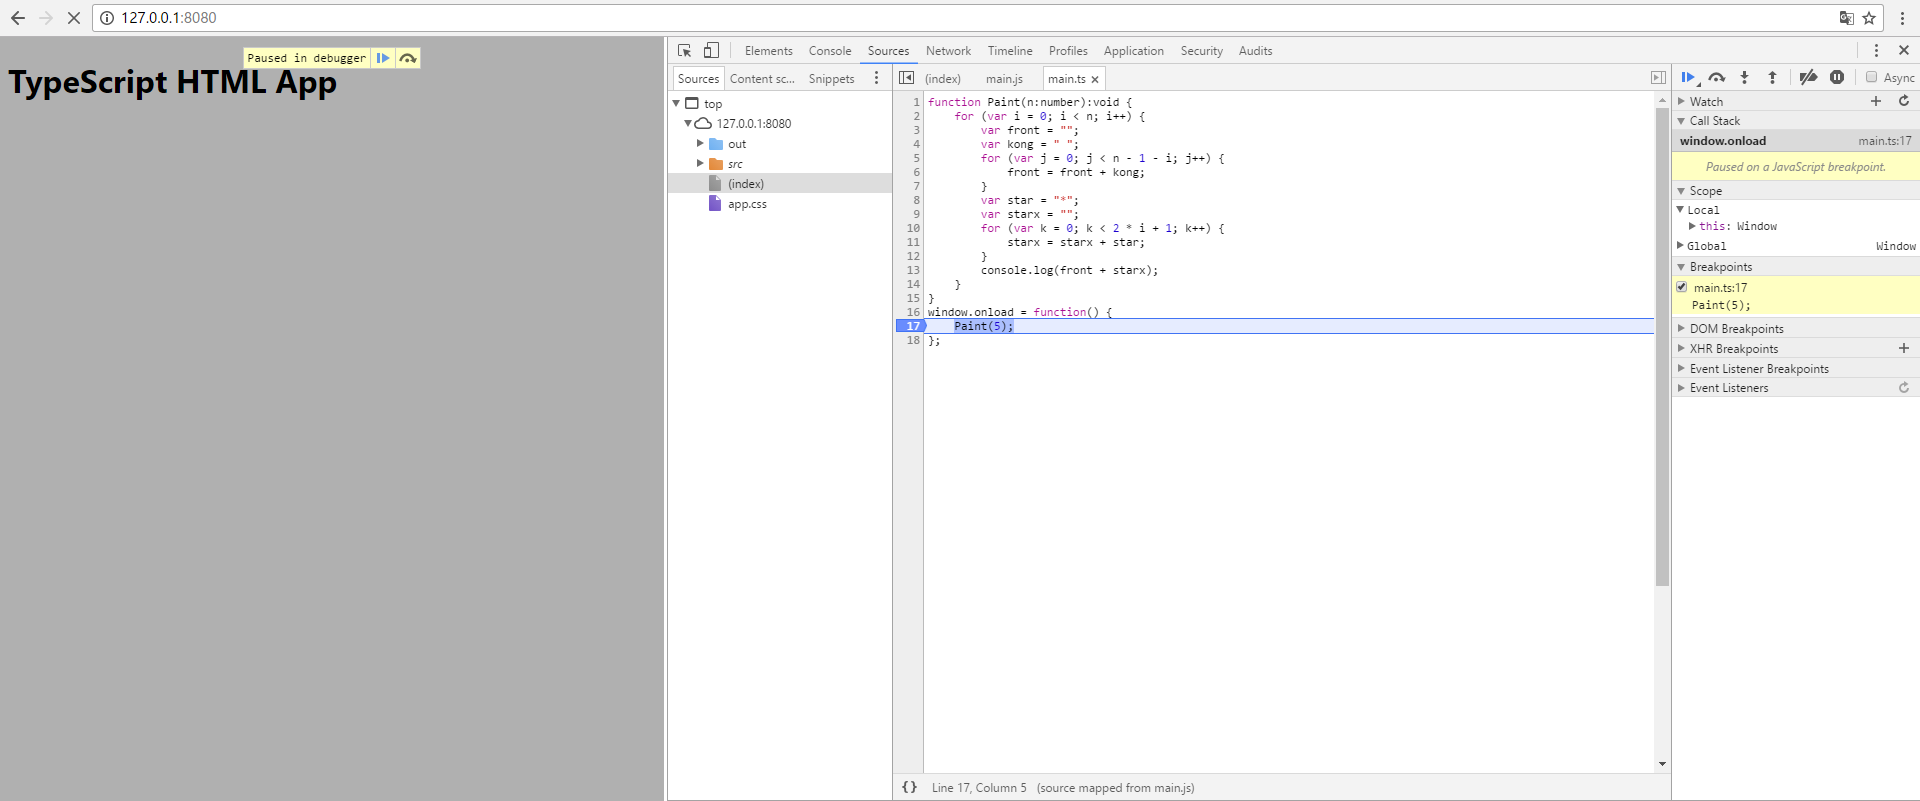 127.0.0.1:8080
Paused in debugger
TypeScript HTML App
Elements Console Sources Network Timeline Profiles Application Security Audits
Sources Content sc... Snippets
(index) main.js main.ts
Async
top
127.0.0.1:8080
out
src
(index)
app.css
1 function Paint(n:number):void {
2 for (var i = 0; i < n; i++) {
3 var front = "";
4 var kong = " ";
5 for (var j = 0; j < n - 1 - i; j++) {
6 front = front + kong;
7 }
8 var star = "*";
9 var starx = "";
10 for (var k = 0; k < 2 * i + 1; k++) {
11 starx = starx + star;
12 }
13 console.log(front + starx);
14 }
15 }
16 window.onload = function() {
17 Paint(5);
18 };
{} Line 17, Column 5 (source mapped from main.js)
Watch
Call Stack
window.onload main.ts:17
Paused on a JavaScript breakpoint.
Scope
Local
this: Window
Global Window
Breakpoints
main.ts:17
Paint(5);
DOM Breakpoints
XHR Breakpoints
Event Listener Breakpoints
Event Listeners